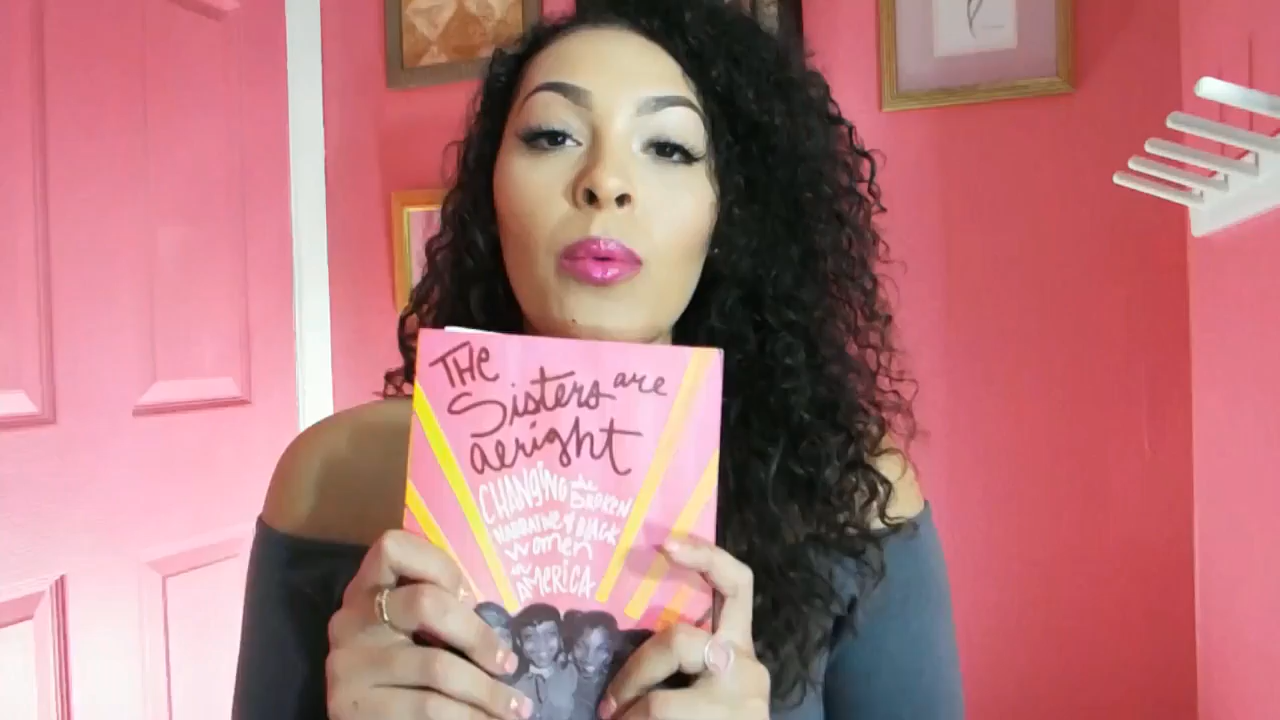 THe
Sisters are
alright
CHANGiNG the
BROKEN
NARRATIVE of BLACK
Women
in
AMERiCA